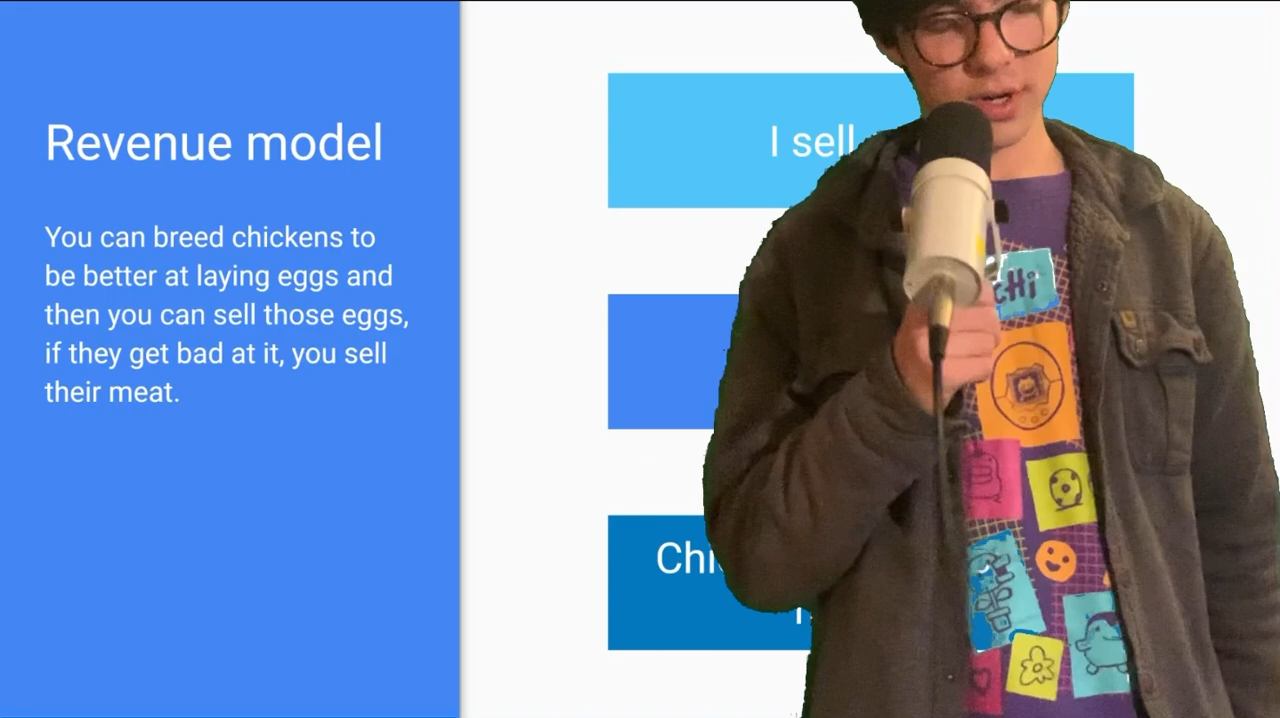 Revenue model
You can breed chickens to
be better at laying eggs and
then you can sell those eggs,
if they get bad at it, you sell
their meat.
I sell